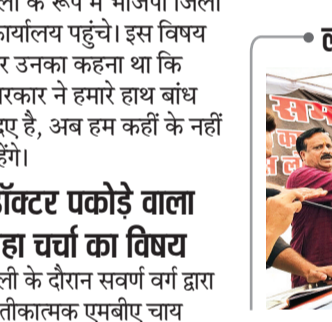 ली के रूप में भाजपा जिला
कार्यालय पहुंचे। इस विषय
र उनका कहना था कि
रकार ने हमारे हाथ बांध
दिए है, अब हम कहीं के नहीं
हेंगे।
डॉक्टर पकोड़े वाला
हा चर्चा का विषय
ली के दौरान सवर्ण वर्ग द्वारा
तीकात्मक एमबीए चाय